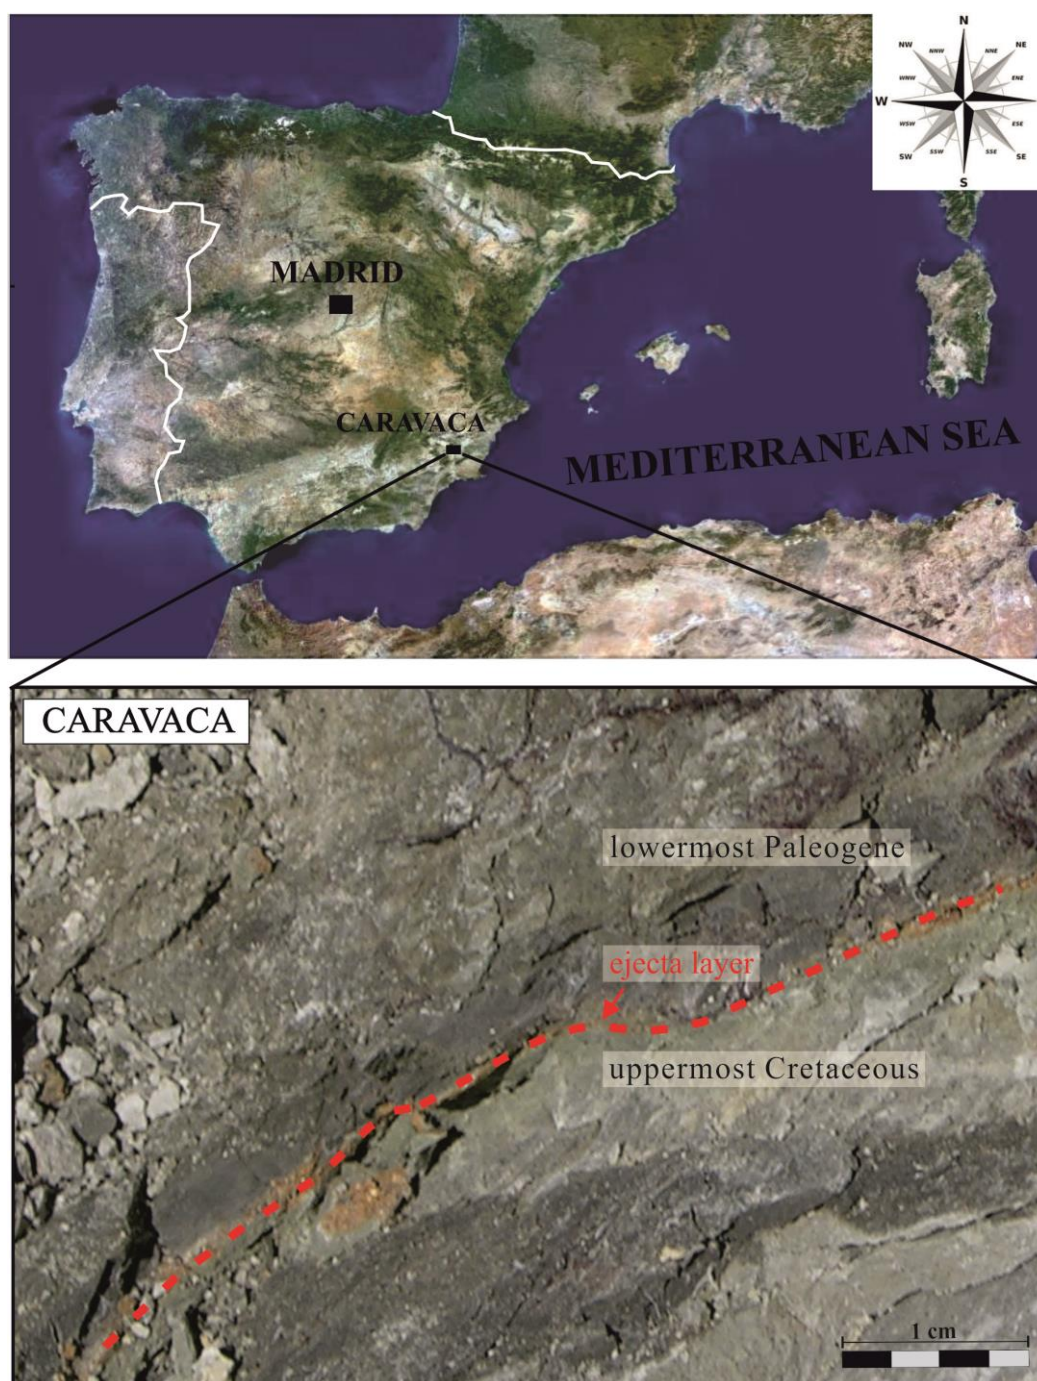 N
NNW
NNE
NW
NE
WNW
ENE
W
E
WSW
ESE
SW
SE
SSW
SSE
S
MADRID
CARAVACA
MEDITERRANEAN SEA
CARAVACA
lowermost Paleogene
ejecta layer
uppermost Cretaceous
1 cm